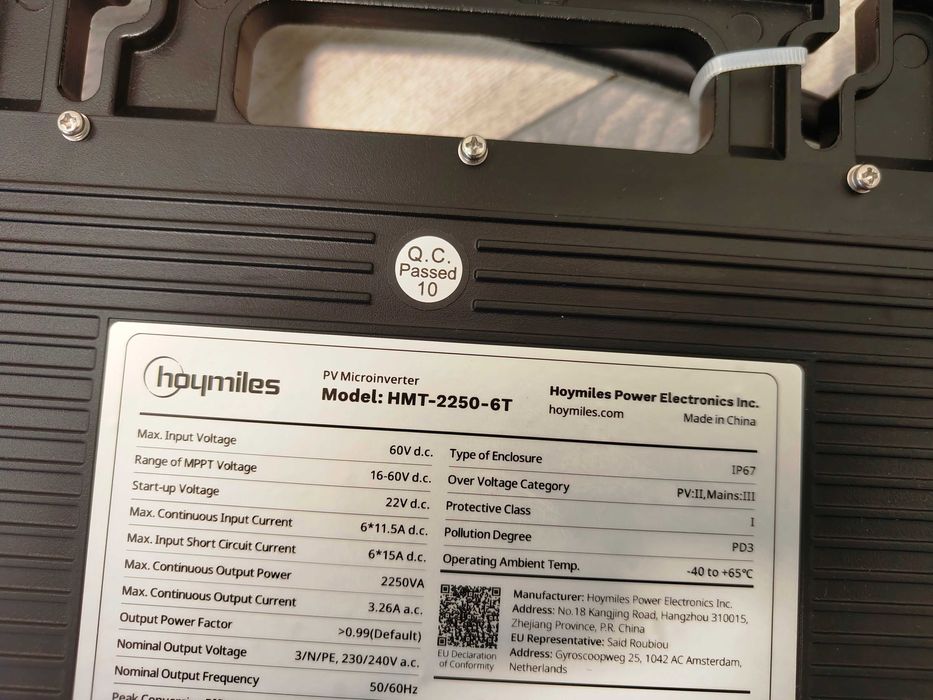 Q.C.
Passed
10
hoymiles
PV Microinverter
Model: HMT-2250-6T
Hoymiles Power Electronics Inc.
hoymiles.com
Made in China
Max. Input Voltage 60V d.c.
Range of MPPT Voltage 16-60V d.c.
Start-up Voltage 22V d.c.
Max. Continuous Input Current 6*11.5A d.c.
Max. Input Short Circuit Current 6*15A d.c.
Max. Continuous Output Power 2250VA
Max. Continuous Output Current 3.26A a.c.
Output Power Factor >0.99(Default)
Nominal Output Voltage 3/N/PE, 230/240V a.c.
Nominal Output Frequency 50/60Hz
Type of Enclosure IP67
Over Voltage Category PV:II,Mains:III
Protective Class I
Pollution Degree PD3
Operating Ambient Temp. -40 to +65℃
EU Declaration
of Conformity
Manufacturer: Hoymiles Power Electronics Inc.
Address: No.18 Kangjing Road, Hangzhou 310015,
Zhejiang Province, P.R. China
EU Representative: Said Roubiou
Address: Gyroscoopweg 25, 1042 AC Amsterdam,
Netherlands